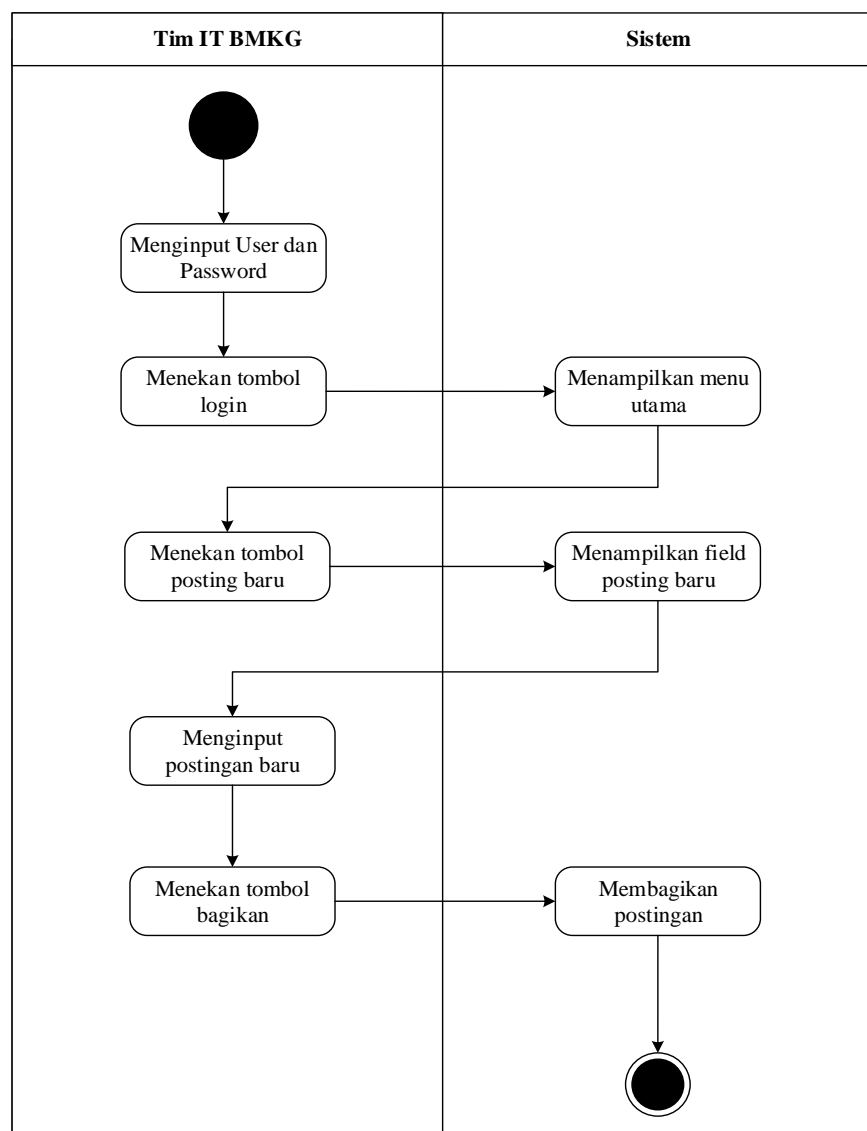 Tim IT BMKG
Sistem
Menginput User dan
Password
Menekan tombol
login
Menampilkan menu
utama
Menekan tombol
posting baru
Menampilkan field
posting baru
Menginput
postingan baru
Menekan tombol
bagikan
Membagikan
postingan